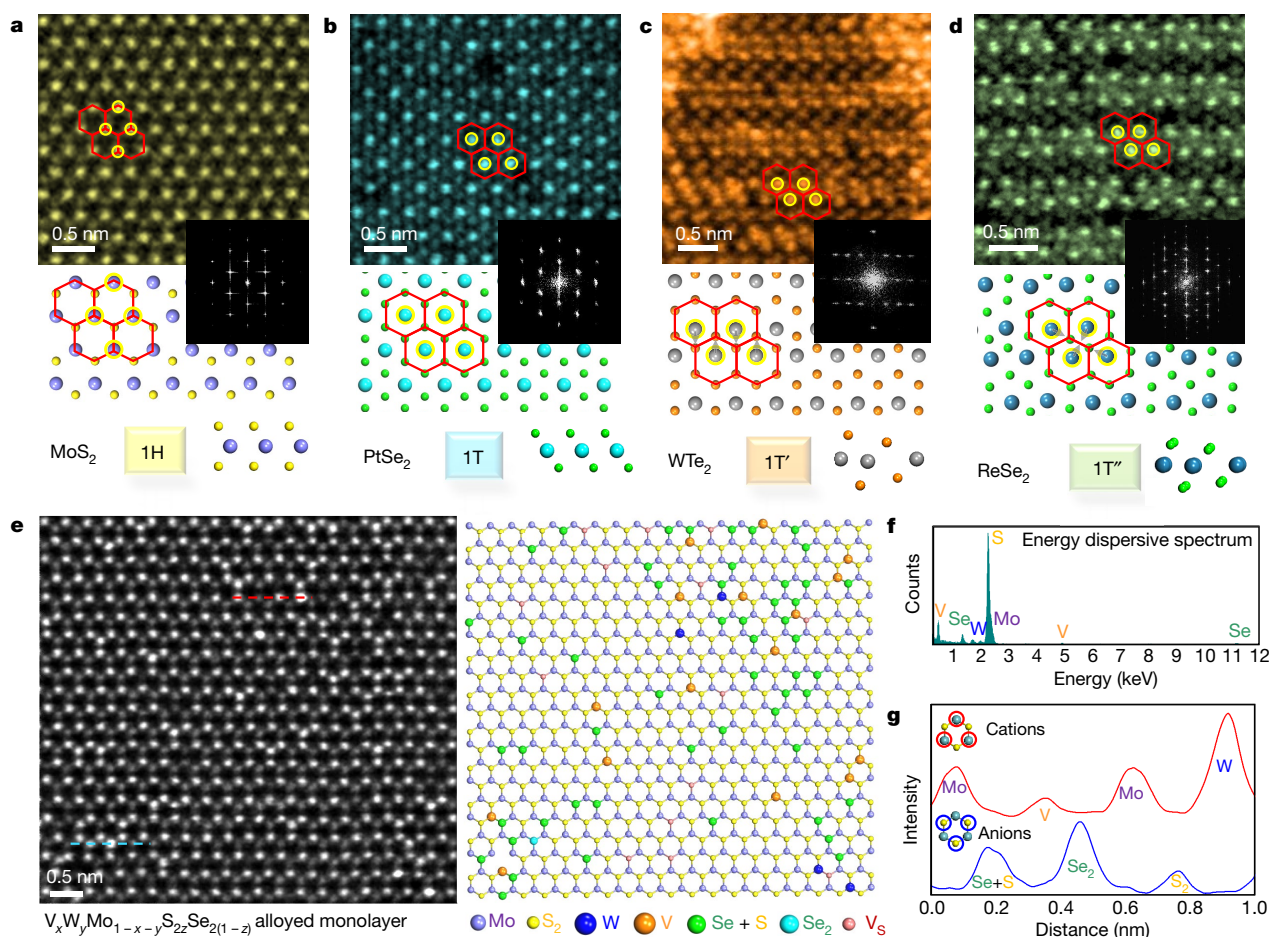 a
b
c
d
0.5 nm
0.5 nm
0.5 nm
0.5 nm
MoS2
1H
PtSe2
1T
WTe2
1T′
ReSe2
1T″
e
0.5 nm
VxWyMo1 − x − yS2zSe2(1 − z) alloyed monolayer
Mo
S2
W
V
Se + S
Se2
VS
f
Energy dispersive spectrum
Counts
V
Se
W
S
Mo
V
Se
1 2 3 4 5 6 7 8 9 10 11 12
Energy (keV)
g
Cations
Mo
V
Mo
W
Intensity
Anions
Se+S
Se2
S2
0.0 0.2 0.4 0.6 0.8 1.0
Distance (nm)